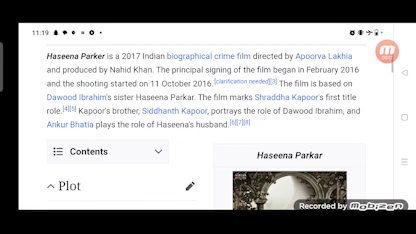 11:19
Haseena Parker is a 2017 Indian biographical crime film directed by Apoorva Lakhia
and produced by Nahid Khan. The principal signing of the film began in February 2016
and the shooting started on 11 October 2016.[clarification needed][3] The film is based on
Dawood Ibrahim's sister Haseena Parkar. The film marks Shraddha Kapoor's first title
role.[4][5] Kapoor's brother, Siddhanth Kapoor, portrays the role of Dawood Ibrahim, and
Ankur Bhatia plays the role of Haseena's husband.[6][7][8]
Contents
Haseena Parkar
Plot
Recorded by
MOBIZEN